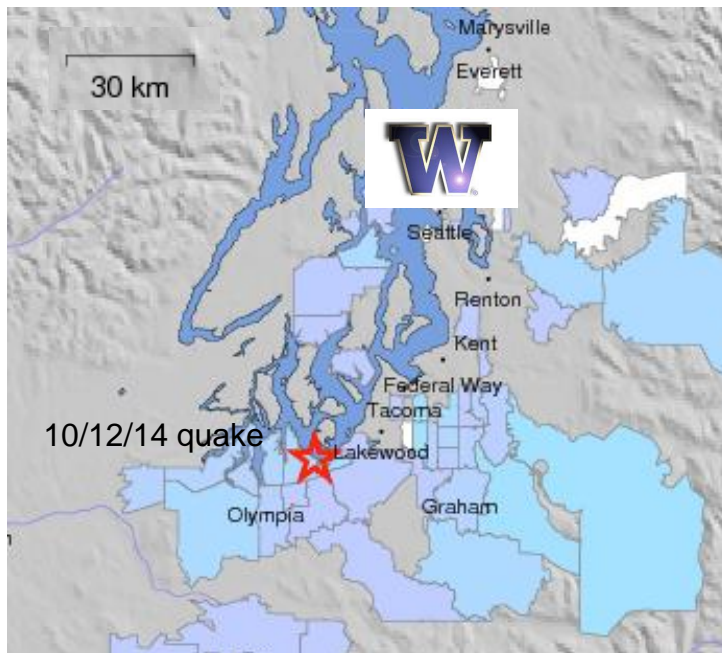 Marysville
30 km
Everett
W
Seattle
Renton
Kent
Federal Way
Tacoma
10/12/14 quake
Lakewood
Olympia
Graham